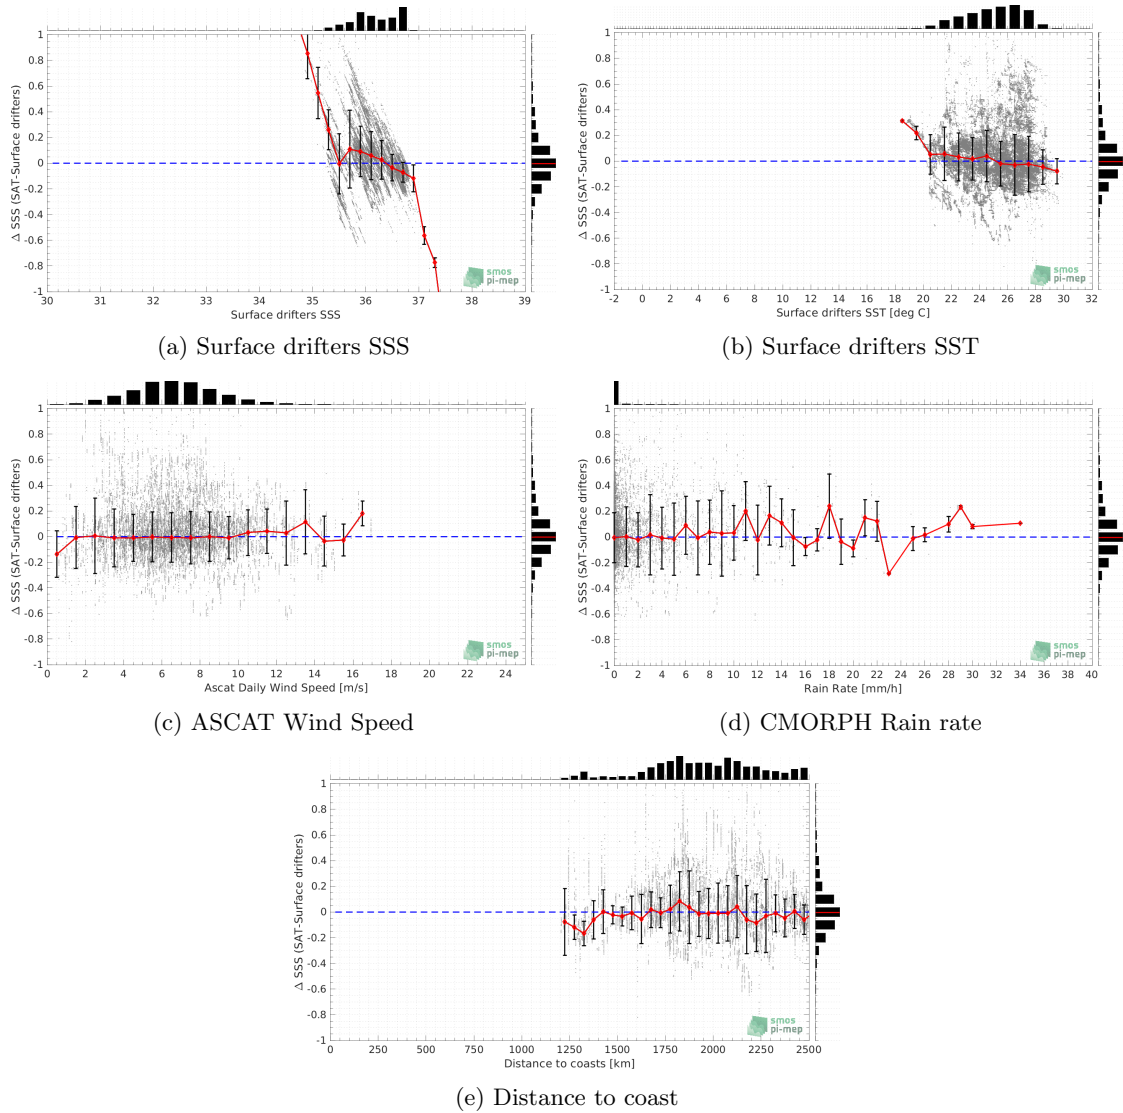 1
0.8
0.6
0.4
0.2
0
-0.2
-0.4
-0.6
-0.8
-1
Δ SSS (SAT-Surface drifters)
30 31 32 33 34 35 36 37 38 39
Surface drifters SSS
smos
pi-mep
(a) Surface drifters SSS
1
0.8
0.6
0.4
0.2
0
-0.2
-0.4
-0.6
-0.8
-1
Δ SSS (SAT-Surface drifters)
-2 0 2 4 6 8 10 12 14 16 18 20 22 24 26 28 30 32
Surface drifters SST [deg C]
smos
pi-mep
(b) Surface drifters SST
1
0.8
0.6
0.4
0.2
0
-0.2
-0.4
-0.6
-0.8
-1
Δ SSS (SAT-Surface drifters)
0 2 4 6 8 10 12 14 16 18 20 22 24
Ascat Daily Wind Speed [m/s]
smos
pi-mep
(c) ASCAT Wind Speed
1
0.8
0.6
0.4
0.2
0
-0.2
-0.4
-0.6
-0.8
-1
Δ SSS (SAT-Surface drifters)
0 2 4 6 8 10 12 14 16 18 20 22 24 26 28 30 32 34 36 38 40
Rain Rate [mm/h]
smos
pi-mep
(d) CMORPH Rain rate
1
0.8
0.6
0.4
0.2
0
-0.2
-0.4
-0.6
-0.8
-1
Δ SSS (SAT-Surface drifters)
0 250 500 750 1000 1250 1500 1750 2000 2250 2500
Distance to coasts [km]
smos
pi-mep
(e) Distance to coast